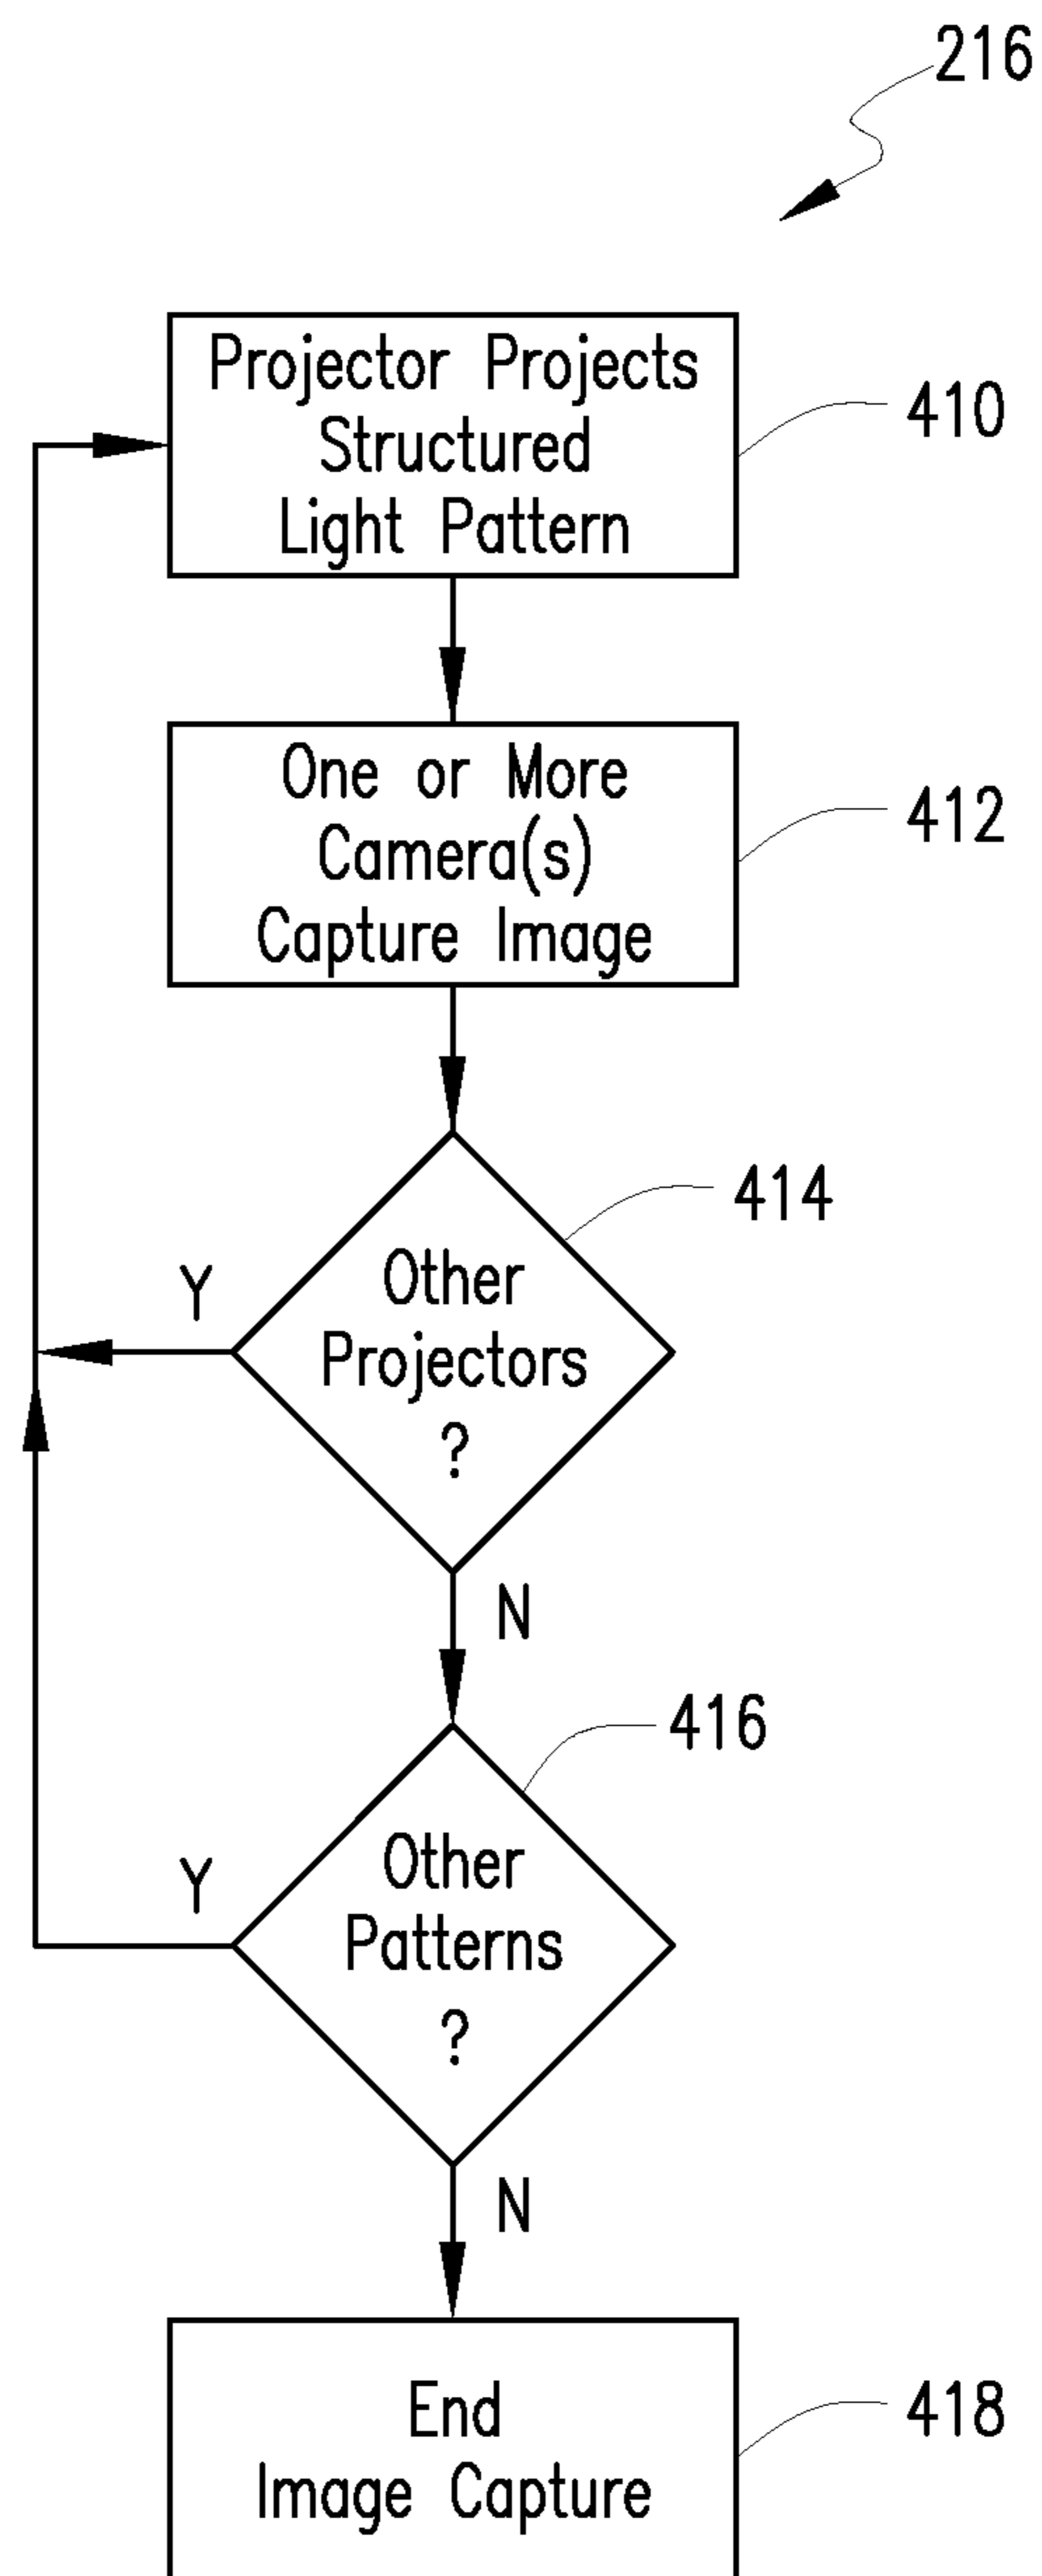 216
Projector Projects
Structured
Light Pattern
410
One or More
Camera(s)
Capture Image
412
414
Other
Projectors
?
Y
N
416
Other
Patterns
?
Y
N
End
Image Capture
418